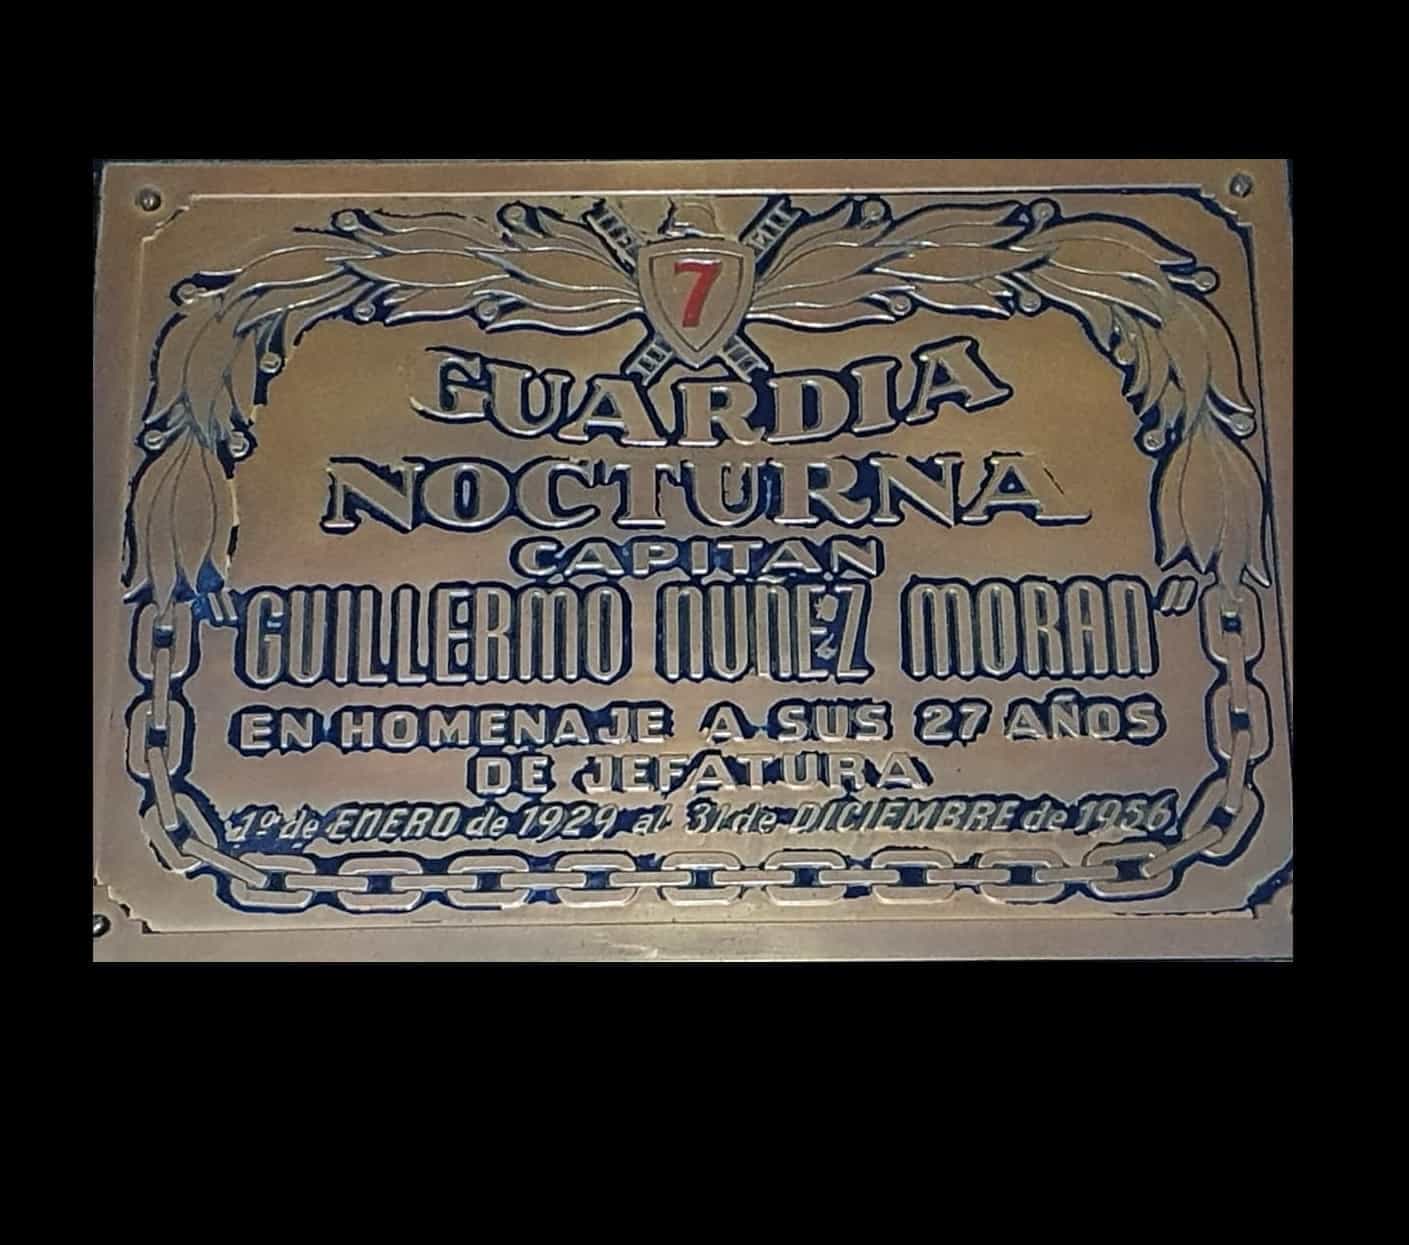 7
GUARDIA
NOCTURNA
CAPITAN
"GUILLERMO NUÑEZ MORAN"
EN HOMENAJE A SUS 27 AÑOS
DE JEFATURA
1º de ENERO de 1929 al 31 de DICIEMBRE de 1956